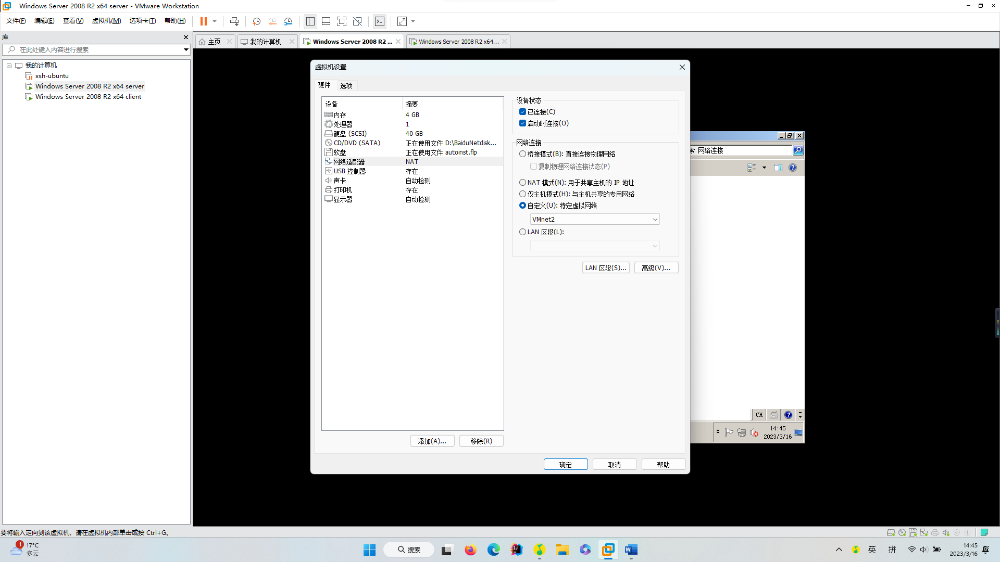 Windows Server 2008 R2 x64 server - VMware Workstation
文件(F) 编辑(E) 查看(V) 虚拟机(M) 选项卡(T) 帮助(H)
库
在此处键入内容进行搜索
我的计算机
xsh-ubuntu
Windows Server 2008 R2 x64 server
Windows Server 2008 R2 x64 client
主页 我的计算机 Windows Server 2008 R2 ... Windows Server 2008 R2 x64...
虚拟机设置
硬件 选项
设备 摘要
内存 4 GB
处理器 1
硬盘 (SCSI) 40 GB
CD/DVD (SATA) 正在使用文件 D:\BaiduNetdisk...
软盘 正在使用文件 autoinst.flp
网络适配器 NAT
USB 控制器 存在
声卡 自动检测
打印机 存在
显示器 自动检测
添加(A)... 移除(R)
设备状态
已连接(C)
启动时连接(O)
网络连接
桥接模式(B): 直接连接物理网络
复制物理网络连接状态(P)
NAT 模式(N): 用于共享主机的 IP 地址
仅主机模式(H): 与主机共享的专用网络
自定义(U): 特定虚拟网络
VMnet2
LAN 区段(L):
LAN 区段(S)... 高级(V)...
确定 取消 帮助
索 网络连接
CH
14:45
2023/3/16
要将输入定向到该虚拟机，请在虚拟机内部单击或按 Ctrl+G。
1
17°C
多云
搜索
英 拼
14:45
2023/3/16